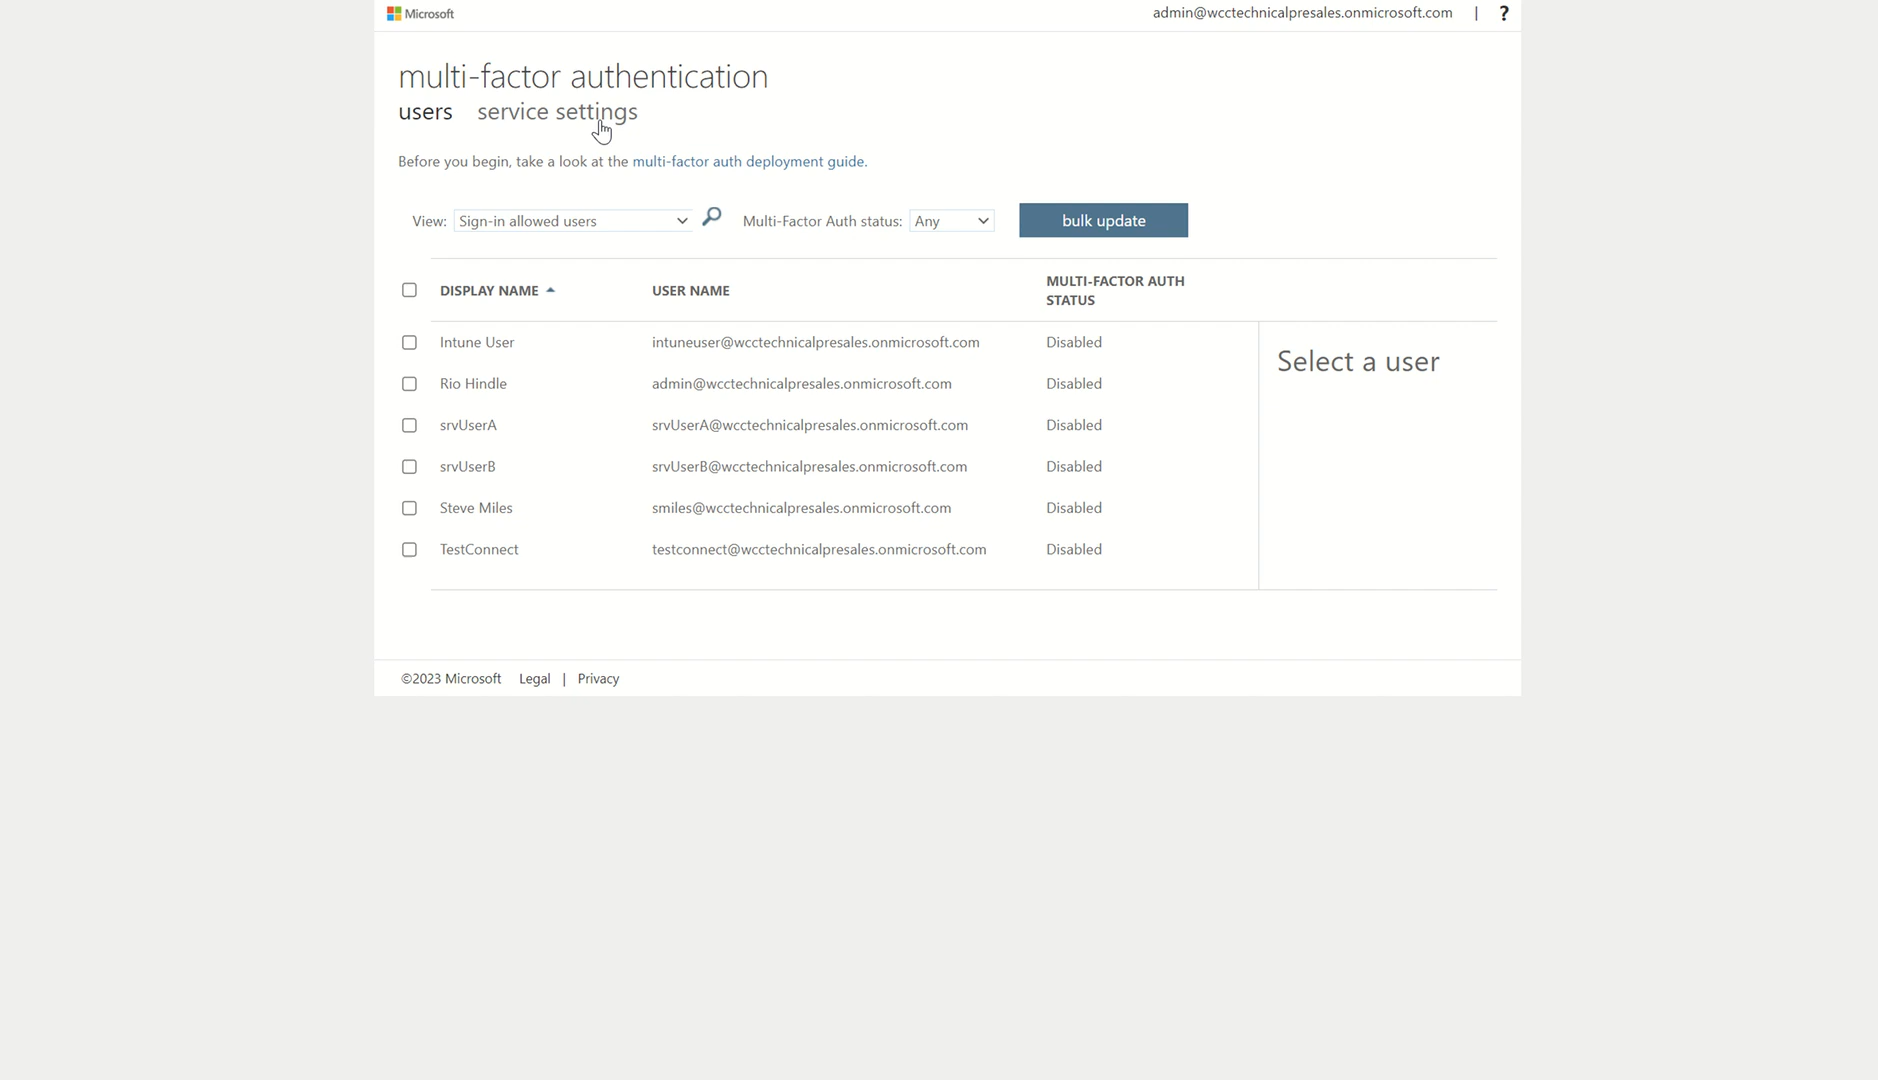 Microsoft
admin@wcctechnicalpresales.onmicrosoft.com | ?
multi-factor authentication
users service settings
Before you begin, take a look at the multi-factor auth deployment guide.
View: Sign-in allowed users Multi-Factor Auth status: Any bulk update
DISPLAY NAME USER NAME MULTI-FACTOR AUTH
STATUS
Intune User intuneuser@wcctechnicalpresales.onmicrosoft.com Disabled
Select a user
Rio Hindle admin@wcctechnicalpresales.onmicrosoft.com Disabled
srvUserA srvUserA@wcctechnicalpresales.onmicrosoft.com Disabled
srvUserB srvUserB@wcctechnicalpresales.onmicrosoft.com Disabled
Steve Miles smiles@wcctechnicalpresales.onmicrosoft.com Disabled
TestConnect testconnect@wcctechnicalpresales.onmicrosoft.com Disabled
©2023 Microsoft Legal | Privacy